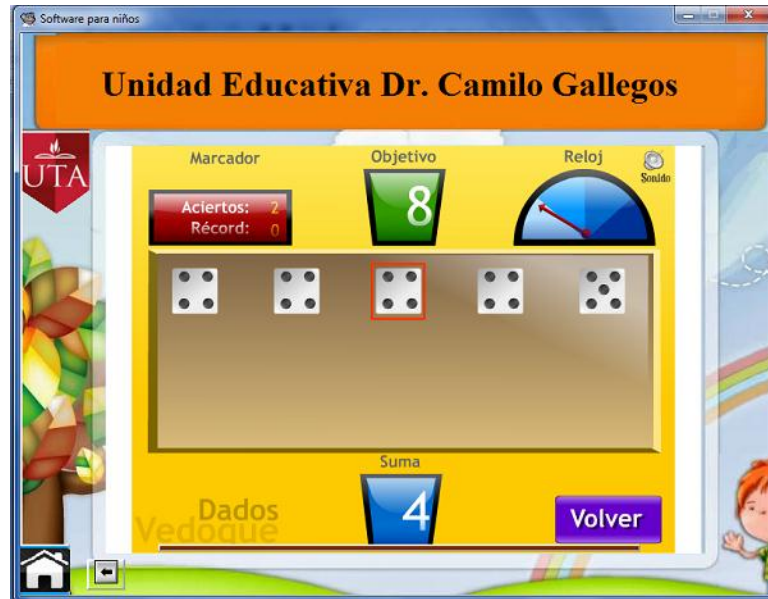 Software para niños
Unidad Educativa Dr. Camilo Gallegos
UTA
Marcador
Objetivo
Reloj
Sonido
Aciertos: 2
Récord: 0
8
Suma
4
Dados
Vedoque
Volver